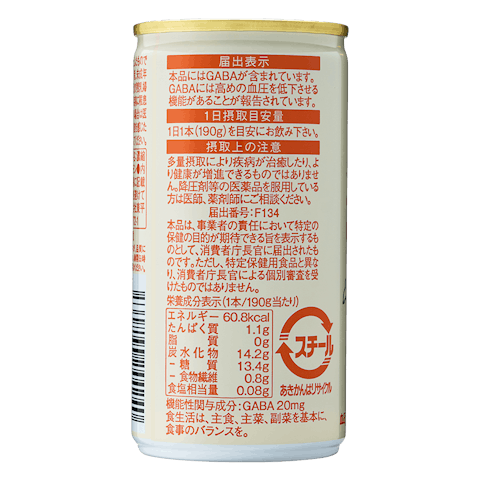 届出表示
本品にはGABAが含まれています。
GABAには高めの血圧を低下させる
機能があることが報告されています。
1日摂取目安量
1日1本(190g)を目安にお飲み下さい。
摂取上の注意
多量摂取により疾病が治癒したり、より
健康が増進できるものではありませ
ん。降圧剤等の医薬品を服用している
方は医師、薬剤師にご相談ください。
届出番号:F134
本品は、事業者の責任において特定の
保健の目的が期待できる旨を表示するも
のとして、消費者庁長官に届出されたも
のです。ただし、特定保健用食品と異な
り、消費者庁長官による個別審査を受
けたものではありません。
栄養成分表示(1本/190g当たり)
エネルギー 60.8kcal
たんぱく質 1.1g
脂質 0g
炭水化物 14.2g
-糖質 13.4g
-食物繊維 0.8g
食塩相当量 0.08g
機能性関与成分:GABA 20mg
食生活は、主食、主菜、副菜を基本に、
食事のバランスを。
スチール
あきかんはリサイクル